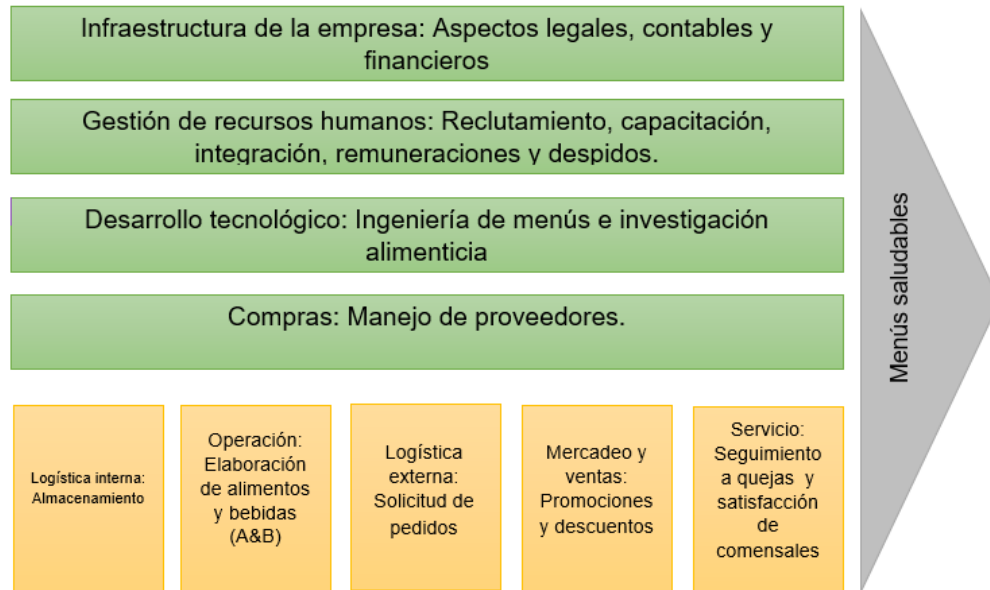 Infraestructura de la empresa: Aspectos legales, contables y
financieros
Gestión de recursos humanos: Reclutamiento, capacitación,
integración, remuneraciones y despidos.
Desarrollo tecnológico: Ingeniería de menús e investigación
alimenticia
Compras: Manejo de proveedores.
Menús saludables
Logística interna:
Almacenamiento
Operación:
Elaboración
de alimentos
y bebidas
(A&B)
Logística
externa:
Solicitud de
pedidos
Mercadeo y
ventas:
Promociones
y descuentos
Servicio:
Seguimiento
a quejas y
satisfacción
de
comensales